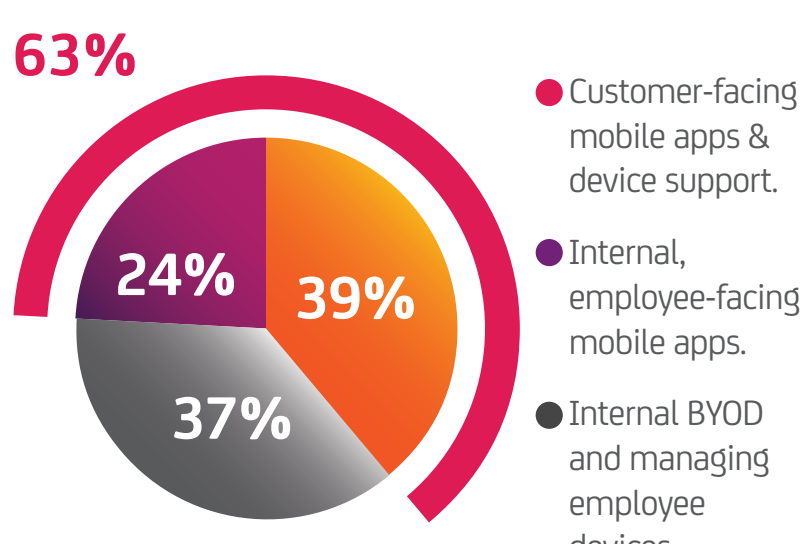 63%
24%
39%
37%
Customer-facing
mobile apps &
device support.
Internal,
employee-facing
mobile apps.
Internal BYOD
and managing
employee